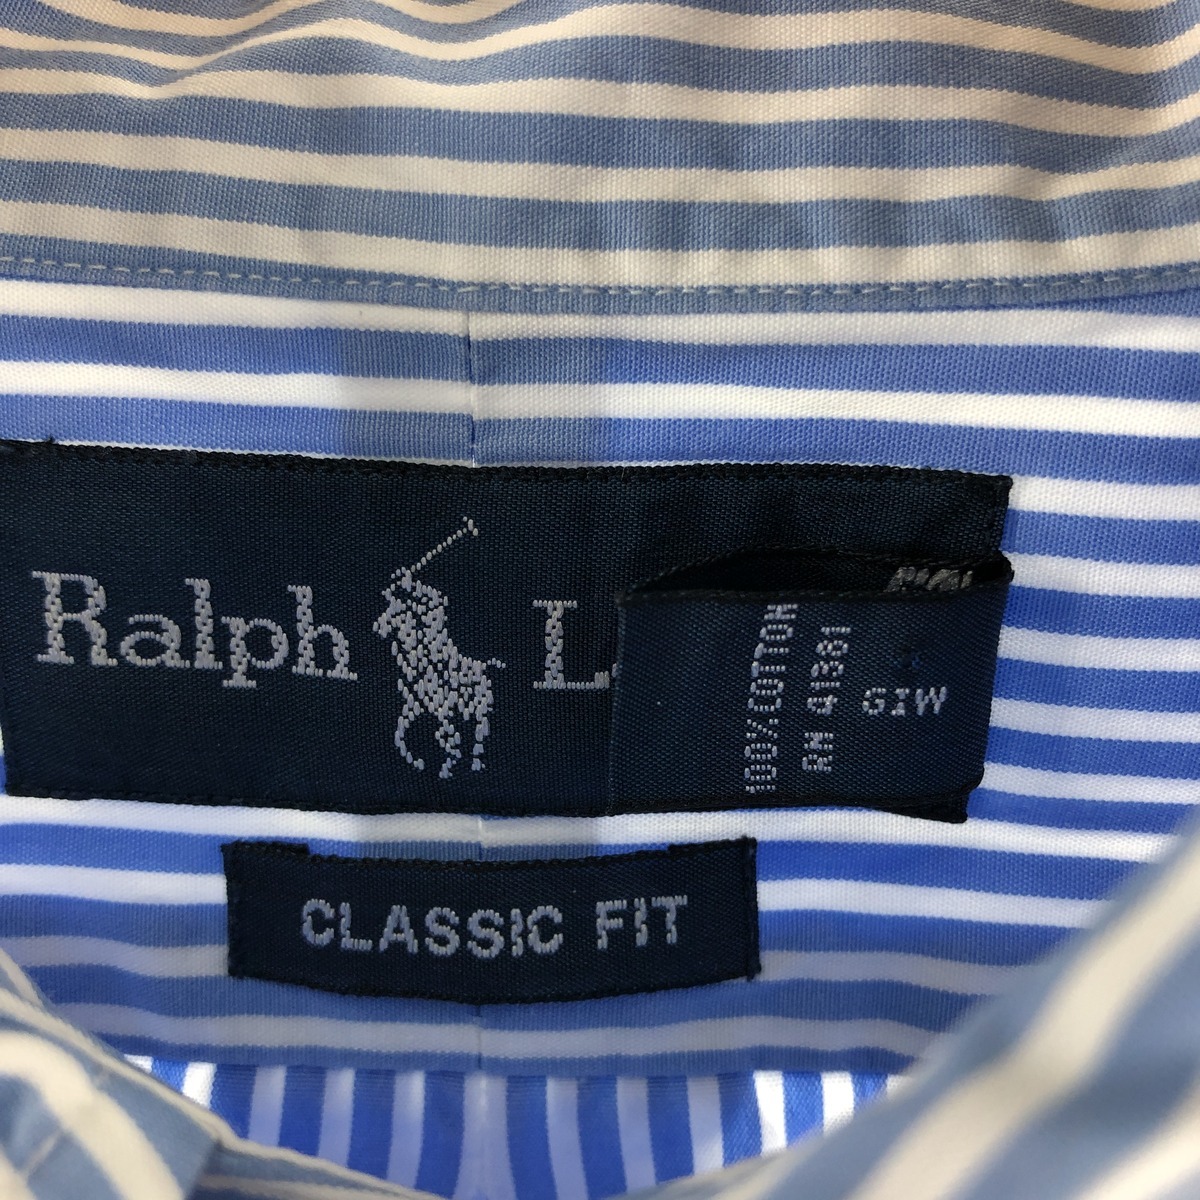 Ralph L
100% COTTON
RN 41381
GIW
CLASSIC FIT